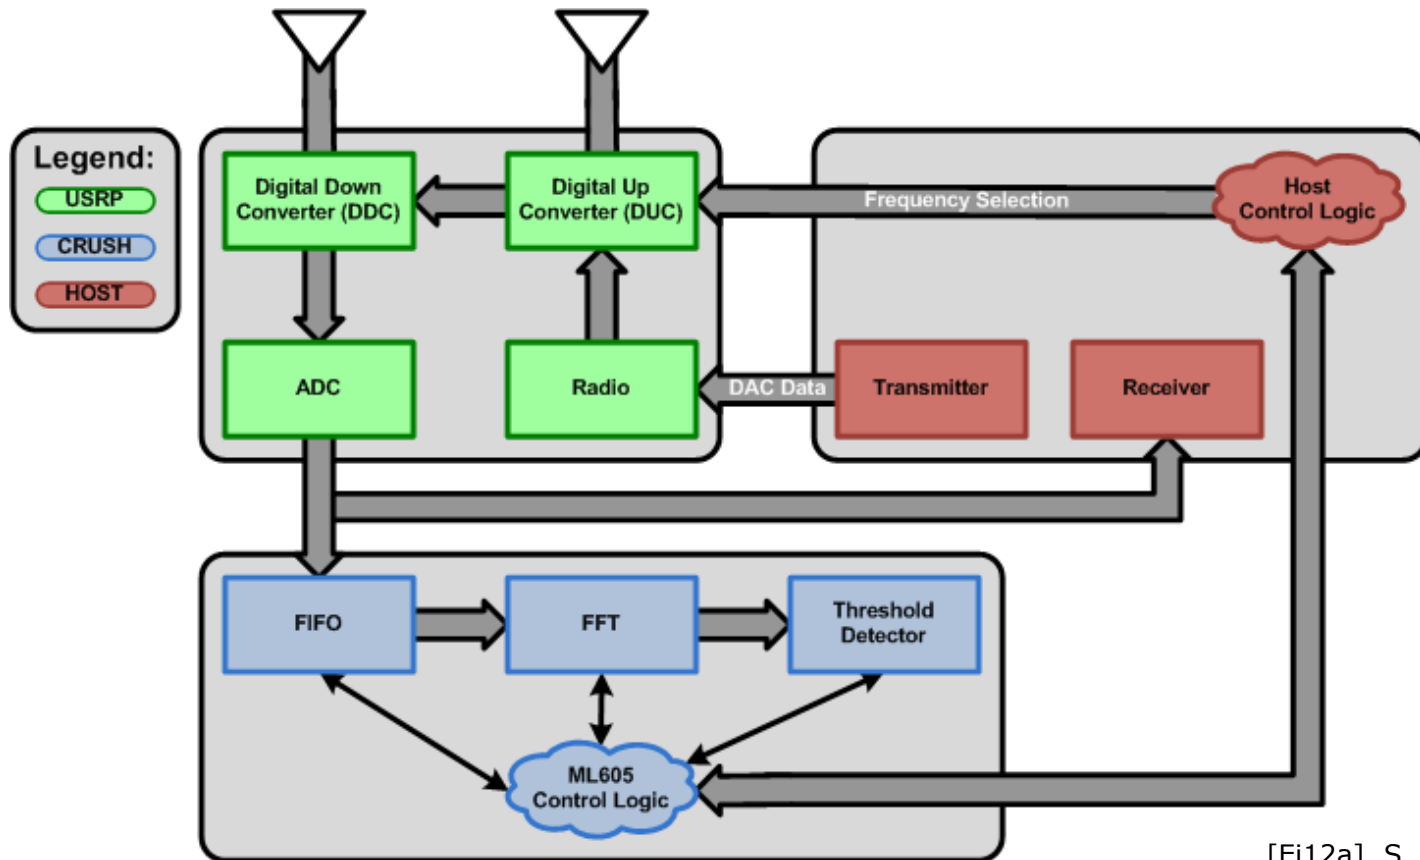 Legend:
USRP
CRUSH
HOST
Digital Down
Converter (DDC)
Digital Up
Converter (DUC)
Frequency Selection
Host
Control Logic
ADC
Radio
DAC Data
Transmitter
Receiver
FIFO
FFT
Threshold
Detector
ML605
Control Logic
[Ei12a] S